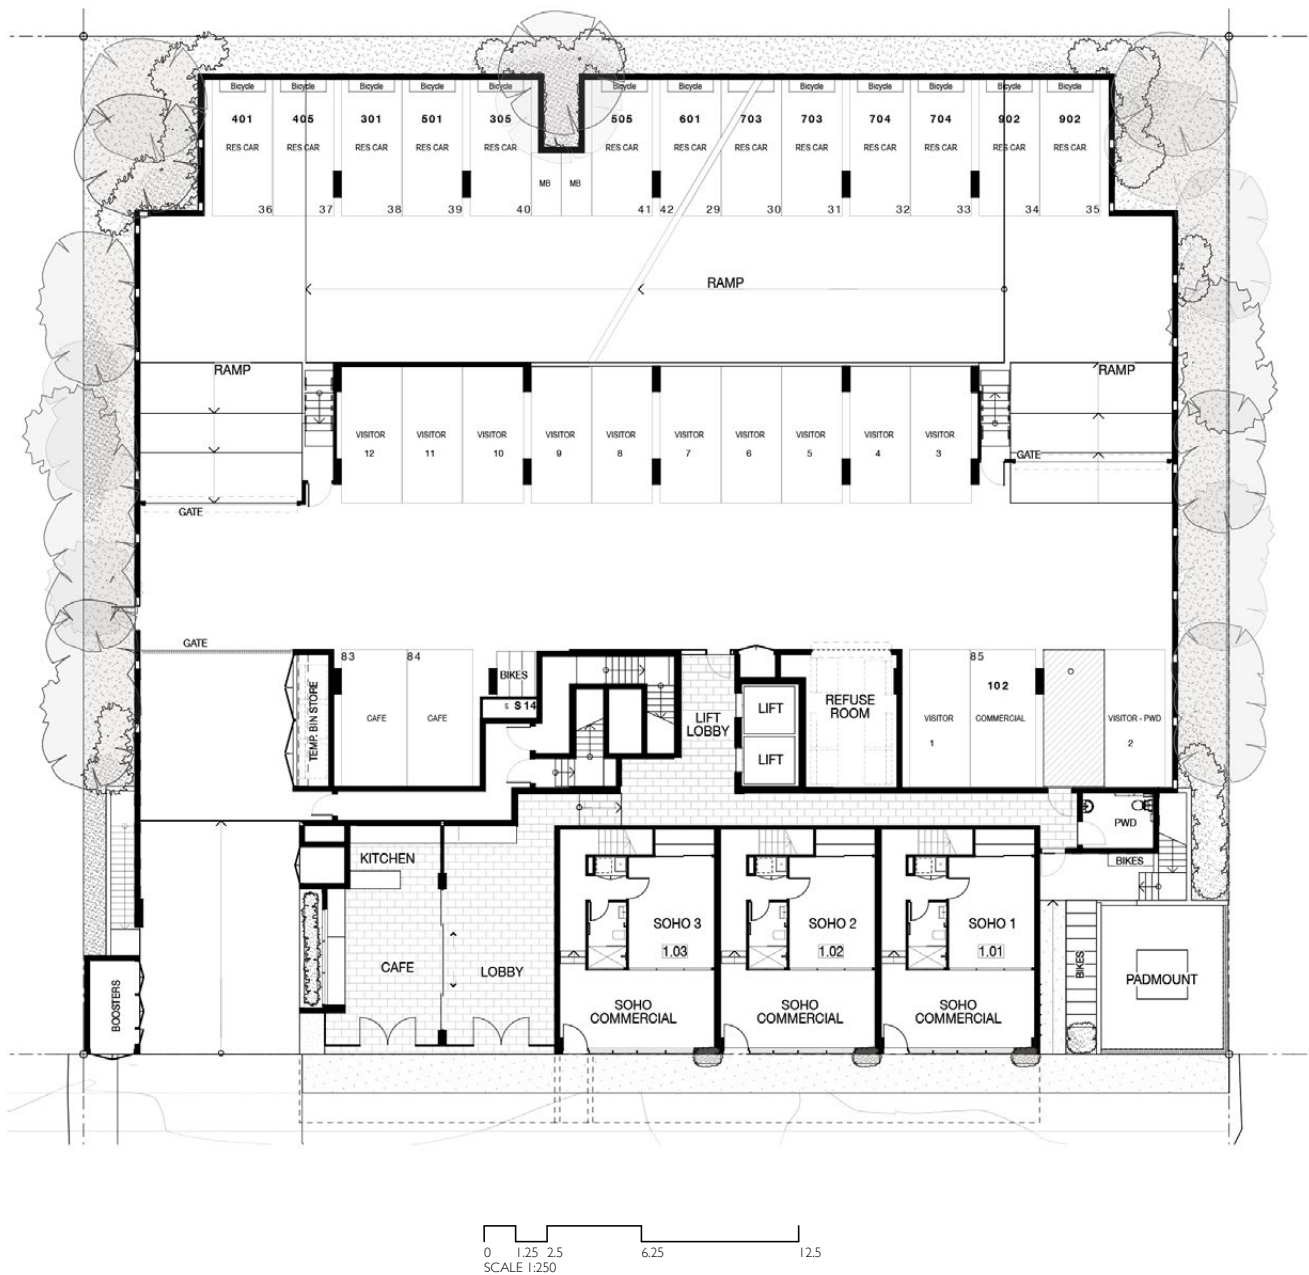 Bicycle Bicycle Bicycle Bicycle Bicycle Bicycle Bicycle Bicycle Bicycle Bicycle Bicycle Bicycle
401 405 301 501 305 505 601 703 703 704 704 902 902
RES CAR RES CAR RES CAR RES CAR RES CAR RES CAR RES CAR RES CAR RES CAR RES CAR RES CAR RES CAR RES CAR
MB MB
36 37 38 39 40 41 42 29 30 31 32 33 34 35
RAMP
RAMP RAMP
VISITOR VISITOR VISITOR VISITOR VISITOR VISITOR VISITOR VISITOR VISITOR VISITOR
12 11 10 9 8 7 6 5 4 3
GATE
GATE
GATE
83 84 85
BIKES
102
S 14
TEMP. BIN STORE
CAFE CAFE
LIFT
LOBBY
LIFT
LIFT
REFUSE
ROOM
VISITOR COMMERCIAL VISITOR - PWD
1 2
PWD
BIKES
KITCHEN
CAFE
LOBBY
SOHO 3
1.03
SOHO 2
1.02
SOHO 1
1.01
SOHO
COMMERCIAL
SOHO
COMMERCIAL
SOHO
COMMERCIAL
BIKES
PADMOUNT
BOOSTERS
0 1.25 2.5 6.25 12.5
SCALE 1:250